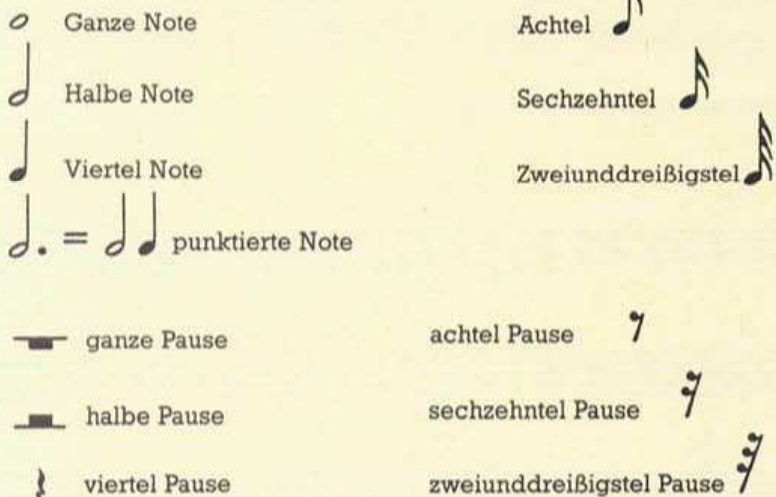 Ganze Note
Achtel
Halbe Note
Sechzehntel
Viertel Note
Zweiunddreißigstel
= punktierte Note
ganze Pause
achtel Pause
halbe Pause
sechzehntel Pause
viertel Pause
zweiunddreißigstel Pause